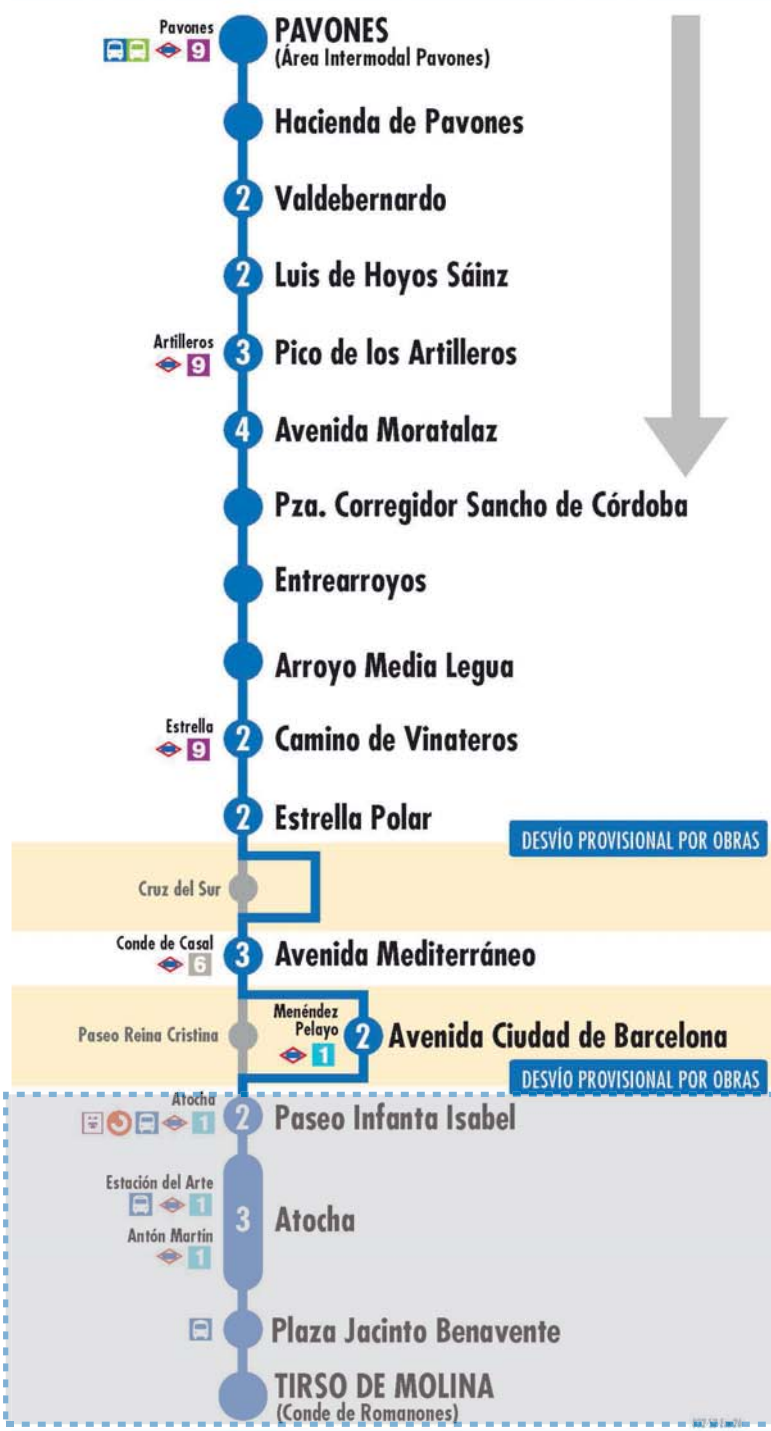 Pavones
9
PAVONES
(Área Intermodal Pavones)
Hacienda de Pavones
2
Valdebernardo
2
Luis de Hoyos Sáinz
Artilleros
9
3
Pico de los Artilleros
4
Avenida Moratalaz
Pza. Corregidor Sancho de Córdoba
Entrearroyos
Arroyo Media Legua
Estrella
9
2
Camino de Vinateros
2
Estrella Polar
DESVÍO PROVISIONAL POR OBRAS
Cruz del Sur
Conde de Casal
6
3
Avenida Mediterráneo
Paseo Reina Cristina
Menéndez
Pelayo
1
2
Avenida Ciudad de Barcelona
DESVÍO PROVISIONAL POR OBRAS
Atocha
1
2
Paseo Infanta Isabel
Estación del Arte
1
Antón Martín
1
3
Atocha
Plaza Jacinto Benavente
TIRSO DE MOLINA
(Conde de Romanones)